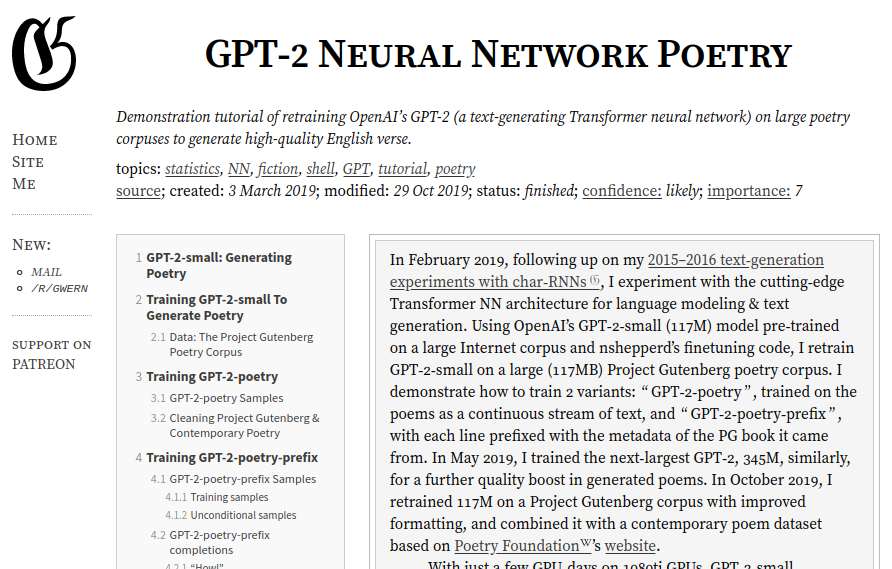 GPT-2 Neural Network Poetry
Demonstration tutorial of retraining OpenAI’s GPT-2 (a text-generating Transformer neural network) on large poetry
corpuses to generate high-quality English verse.
topics: statistics, NN, fiction, shell, GPT, tutorial, poetry
source; created: 3 March 2019; modified: 29 Oct 2019; status: finished; confidence: likely; importance: 7
Home
Site
Me
New:
MAIL
/R/GWERN
SUPPORT ON
PATREON
1 GPT-2-small: Generating
Poetry
2 Training GPT-2-small To
Generate Poetry
2.1 Data: The Project Gutenberg
Poetry Corpus
3 Training GPT-2-poetry
3.1 GPT-2-poetry Samples
3.2 Cleaning Project Gutenberg &
Contemporary Poetry
4 Training GPT-2-poetry-prefix
4.1 GPT-2-poetry-prefix Samples
4.1.1 Training samples
4.1.2 Unconditional samples
4.2 GPT-2-poetry-prefix
completions
4.2.1 “Howl”
In February 2019, following up on my 2015–2016 text-generation
experiments with char-RNNs, I experiment with the cutting-edge
Transformer NN architecture for language modeling & text
generation. Using OpenAI’s GPT-2-small (117M) model pre-trained
on a large Internet corpus and nshepperd’s finetuning code, I retrain
GPT-2-small on a large (117MB) Project Gutenberg poetry corpus. I
demonstrate how to train 2 variants: “GPT-2-poetry”, trained on the
poems as a continuous stream of text, and “GPT-2-poetry-prefix”,
with each line prefixed with the metadata of the PG book it came
from. In May 2019, I trained the next-largest GPT-2, 345M, similarly,
for a further quality boost in generated poems. In October 2019, I
retrained 117M on a Project Gutenberg corpus with improved
formatting, and combined it with a contemporary poem dataset
based on Poetry Foundation W’s website.
With just a few GPU-days on 1080ti GPUs, GPT-2-small